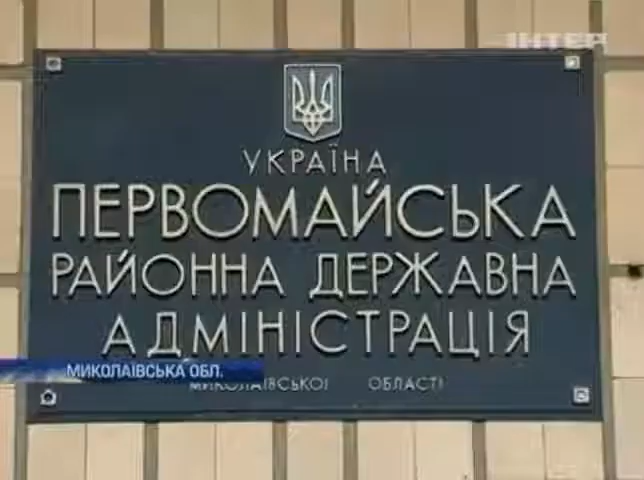 ІНТЕР
УКРАЇНА
ПЕРВОМАЙСЬКА
РАЙОННА ДЕРЖАВНА
АДМІНІСТРАЦІЯ
МИКОЛАЇВСЬКА ОБЛ.
МИКОЛАЇВСЬКОЇ ОБЛАСТІ